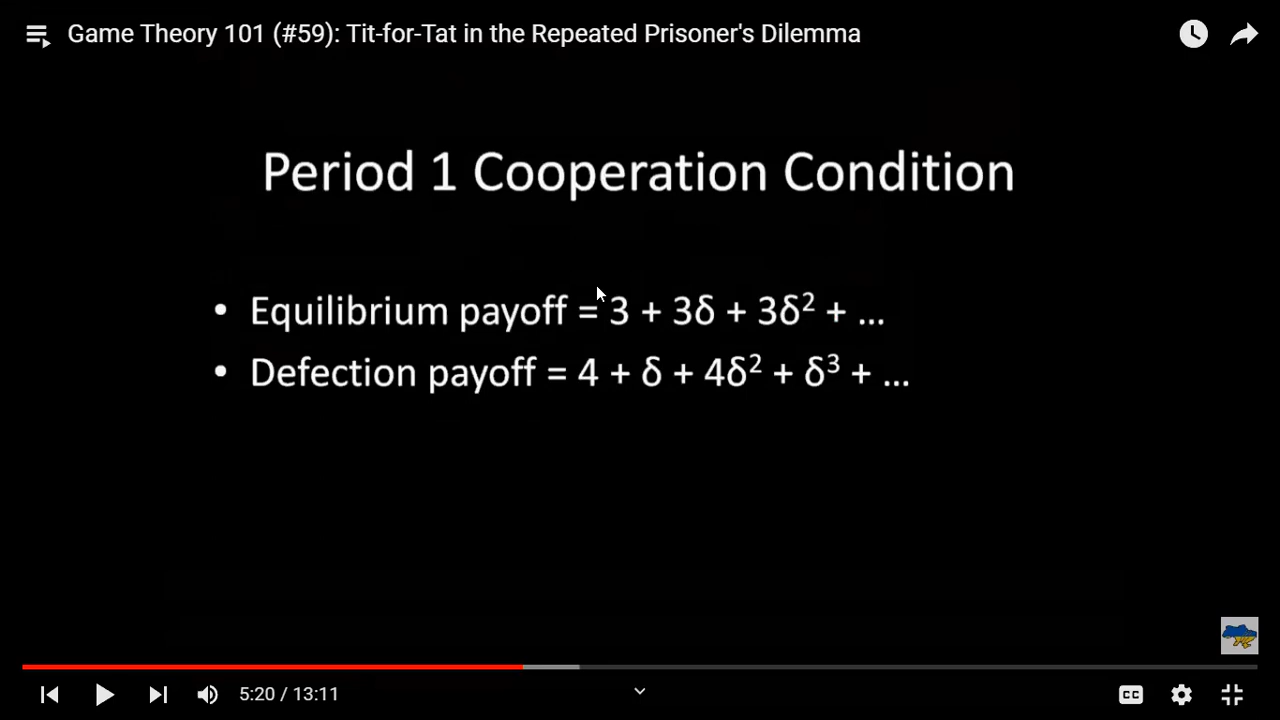 Game Theory 101 (#59): Tit-for-Tat in the Repeated Prisoner's Dilemma
Period 1 Cooperation Condition
• Equilibrium payoff = 3 + 3δ + 3δ² + ...
• Defection payoff = 4 + δ + 4δ² + δ³ + ...
5:20 / 13:11
CC